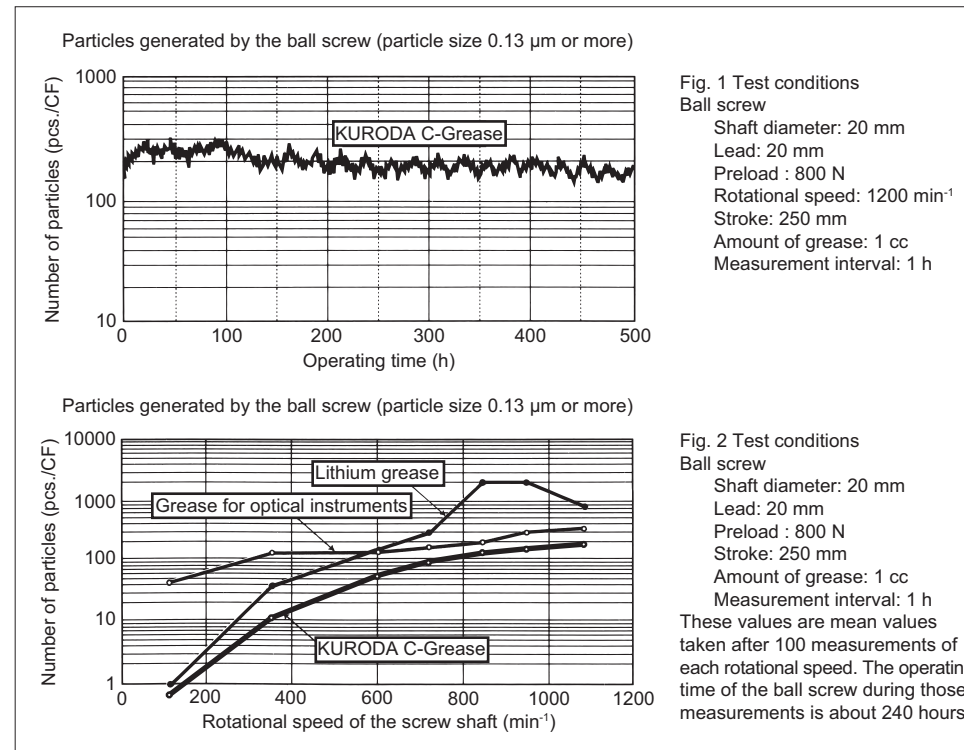 Particles generated by the ball screw (particle size 0.13 µm or more)
Number of particles (pcs./CF)
1000
100
10
KURODA C-Grease
0 100 200 300 400 500
Operating time (h)
Fig. 1 Test conditions
Ball screw
Shaft diameter: 20 mm
Lead: 20 mm
Preload : 800 N
Rotational speed: 1200 min⁻¹
Stroke: 250 mm
Amount of grease: 1 cc
Measurement interval: 1 h
Particles generated by the ball screw (particle size 0.13 µm or more)
Number of particles (pcs./CF)
10000
1000
100
10
1
Lithium grease
Grease for optical instruments
KURODA C-Grease
0 200 400 600 800 1000 1200
Rotational speed of the screw shaft (min⁻¹)
Fig. 2 Test conditions
Ball screw
Shaft diameter: 20 mm
Lead: 20 mm
Preload : 800 N
Stroke: 250 mm
Amount of grease: 1 cc
Measurement interval: 1 h
These values are mean values
taken after 100 measurements of
each rotational speed. The operatin
time of the ball screw during those
measurements is about 240 hours